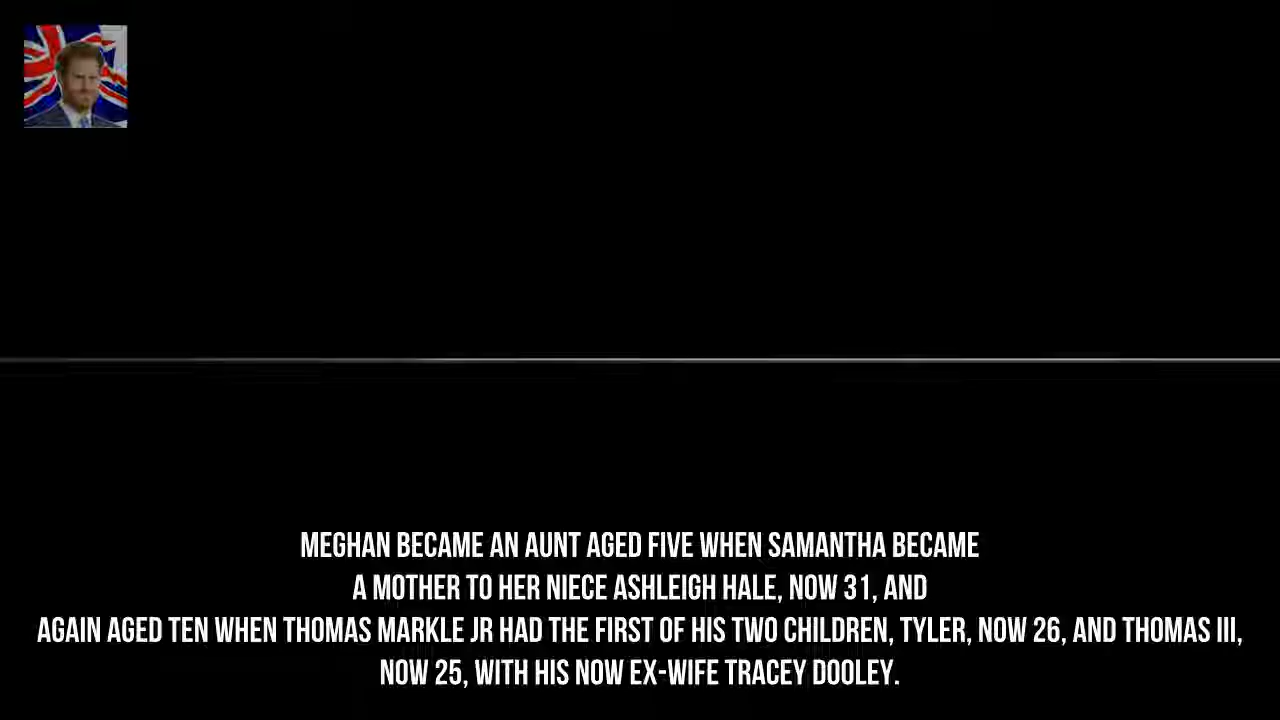 MEGHAN BECAME AN AUNT AGED FIVE WHEN SAMANTHA BECAME
A MOTHER TO HER NIECE ASHLEIGH HALE, NOW 31, AND
AGAIN AGED TEN WHEN THOMAS MARKLE JR HAD THE FIRST OF HIS TWO CHILDREN, TYLER, NOW 26, AND THOMAS III,
NOW 25, WITH HIS NOW EX-WIFE TRACEY DOOLEY.